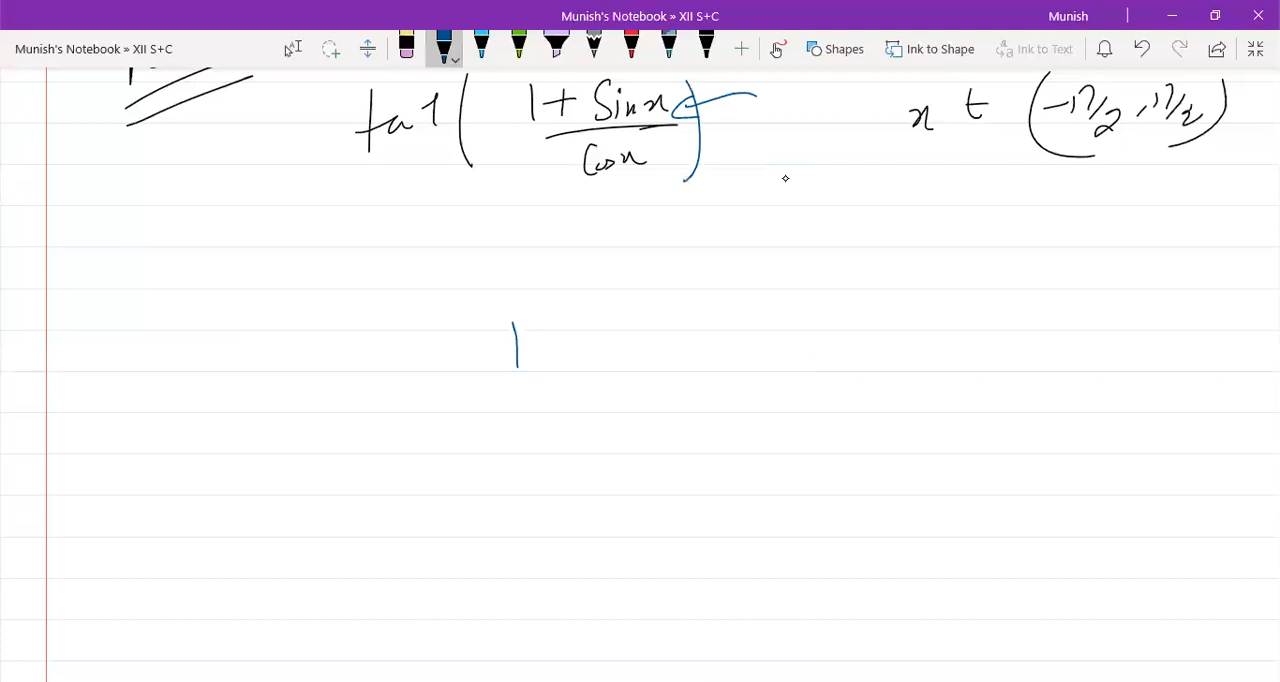 Munish's Notebook » XII S+C
Munish
Munish's Notebook » XII S+C
Shapes
Ink to Shape
Ink to Text
tan⁻¹ ( 1 + Sin x / Cos x )
x ∈ (-π/2, π/2)